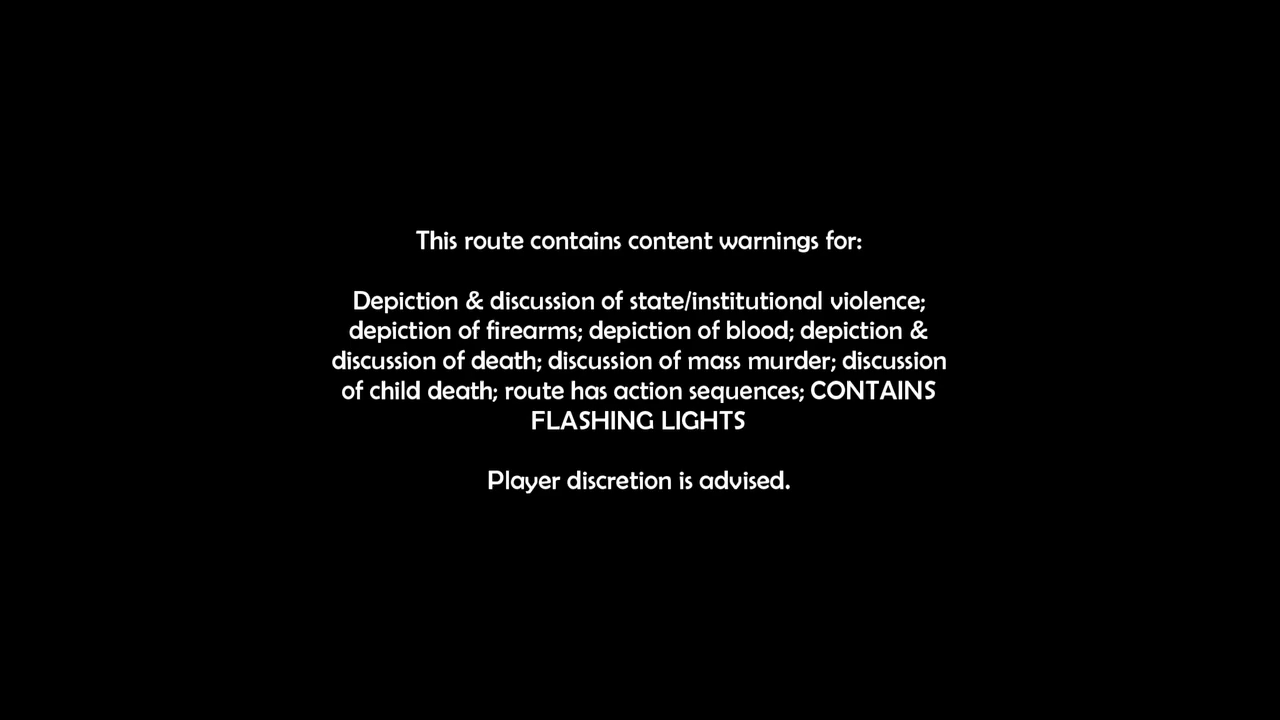 This route contains content warnings for:
Depiction & discussion of state/institutional violence;
depiction of firearms; depiction of blood; depiction &
discussion of death; discussion of mass murder; discussion
of child death; route has action sequences; CONTAINS
FLASHING LIGHTS
Player discretion is advised.